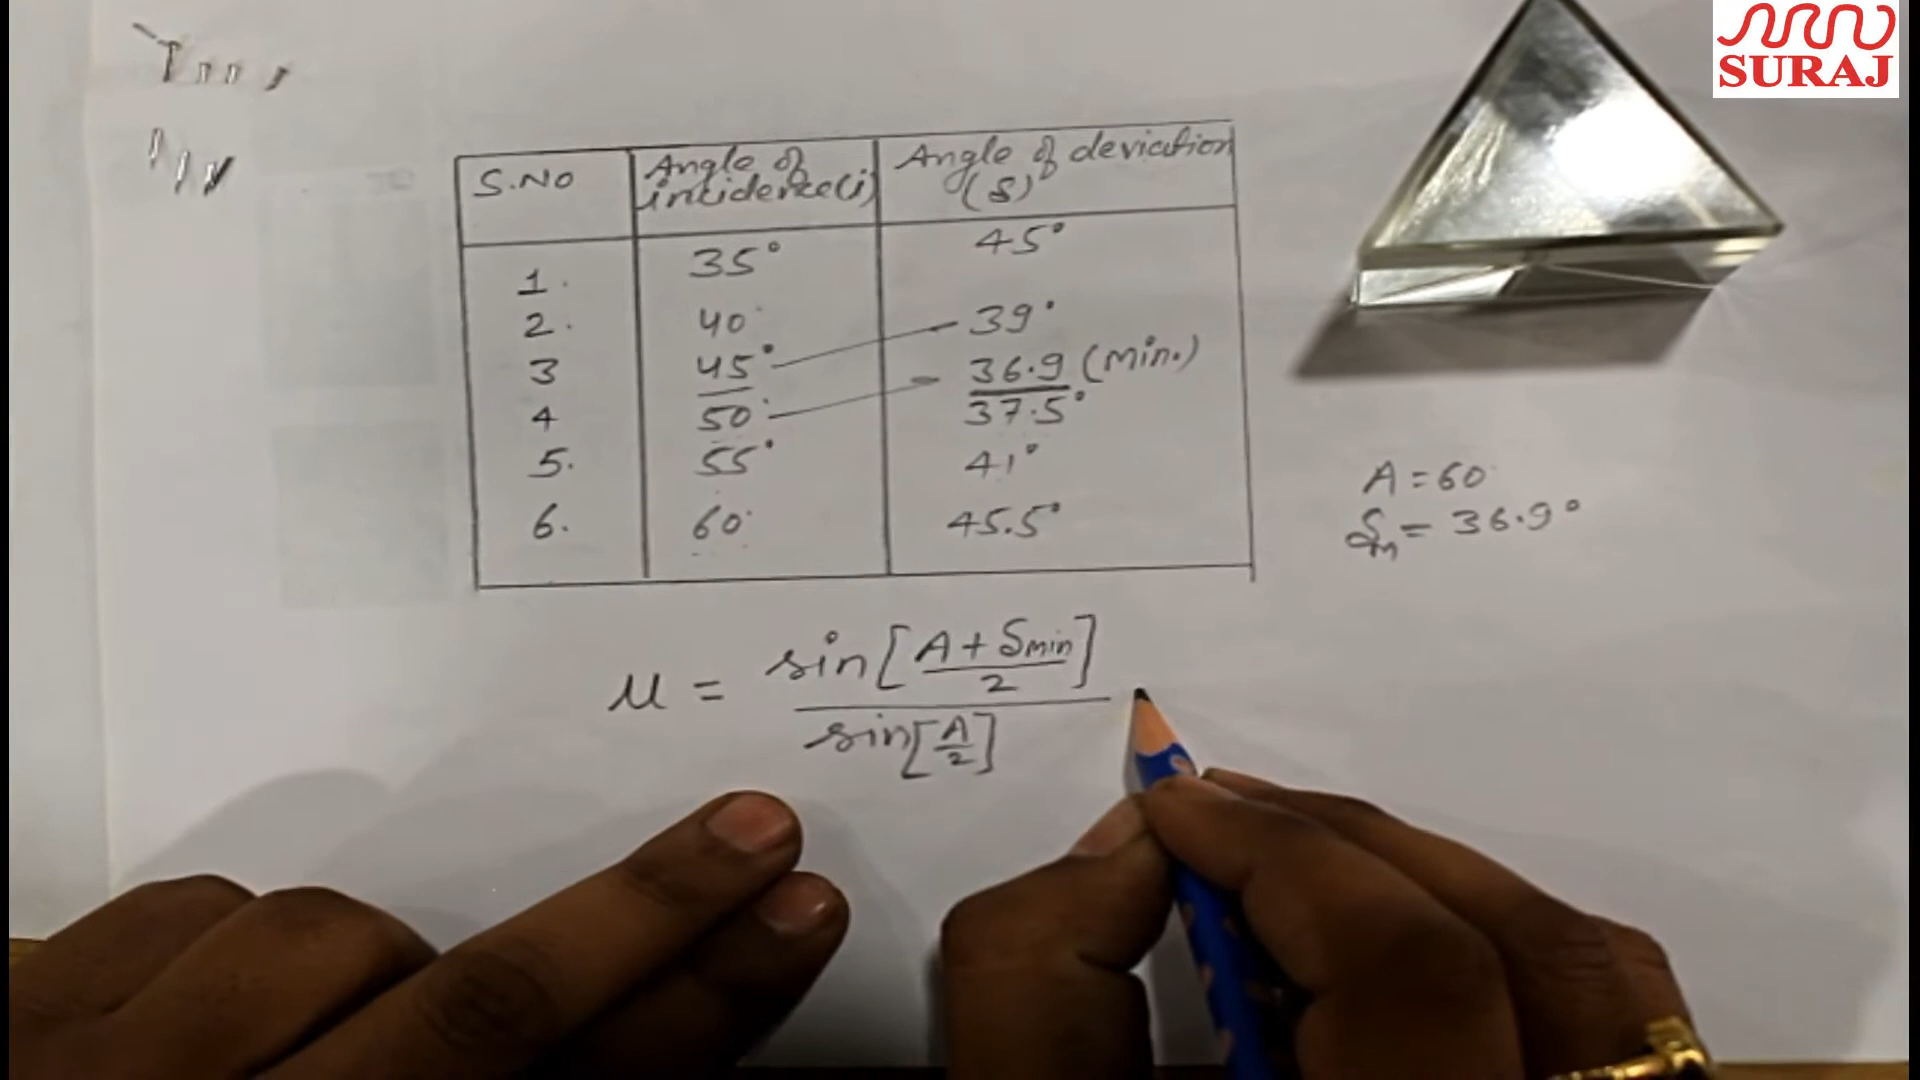 SURAJ
S.NO Angle of incidence(i) Angle of deviation (δ)
1. 35° 45°
2. 40° 39°
3 45° 36.9 (Min.)
4 50° 37.5°
5. 55° 41°
6. 60° 45.5°
A = 60
δm = 36.9°
μ = sin[A + δmin / 2] / sin[A / 2]